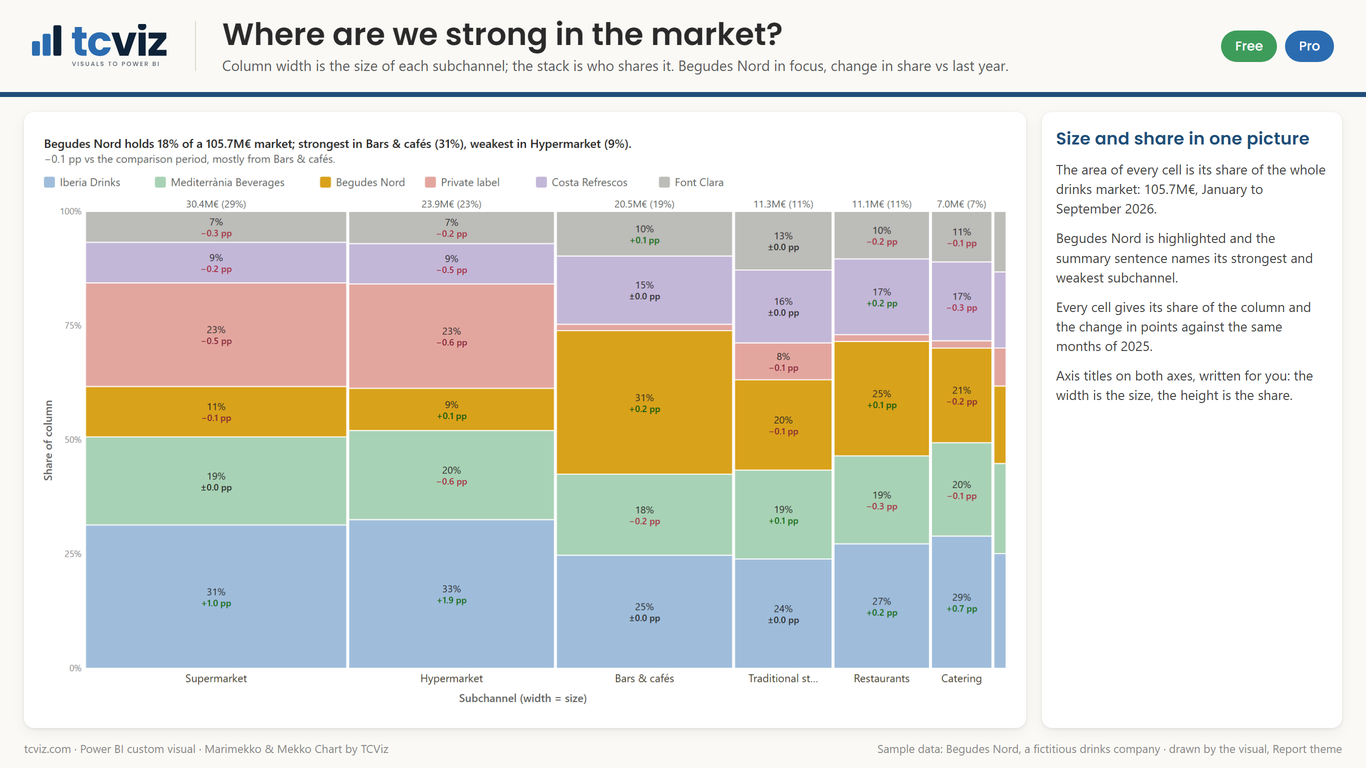 tcviz
VISUALS TO POWER BI
Where are we strong in the market?
Column width is the size of each subchannel; the stack is who shares it. Begudes Nord in focus, change in share vs last year.
Free
Pro
Begudes Nord holds 18% of a 105.7M€ market; strongest in Bars & cafés (31%), weakest in Hypermarket (9%).
−0.1 pp vs the comparison period, mostly from Bars & cafés.
Iberia Drinks
Mediterrània Beverages
Begudes Nord
Private label
Costa Refrescos
Font Clara
30.4M€ (29%)
23.9M€ (23%)
20.5M€ (19%)
11.3M€ (11%)
11.1M€ (11%)
7.0M€ (7%)
100%
75%
50%
25%
0%
Share of column
7%
−0.3 pp
9%
−0.2 pp
23%
−0.5 pp
11%
−0.1 pp
19%
±0.0 pp
31%
+1.0 pp
7%
−0.2 pp
9%
−0.5 pp
23%
−0.6 pp
9%
+0.1 pp
20%
−0.6 pp
33%
+1.9 pp
10%
+0.1 pp
15%
±0.0 pp
31%
+0.2 pp
18%
−0.2 pp
25%
±0.0 pp
13%
±0.0 pp
16%
±0.0 pp
8%
−0.1 pp
20%
−0.1 pp
19%
+0.1 pp
24%
±0.0 pp
10%
−0.2 pp
17%
+0.2 pp
25%
+0.1 pp
19%
−0.3 pp
27%
+0.2 pp
11%
−0.1 pp
17%
−0.3 pp
21%
−0.2 pp
20%
−0.1 pp
29%
+0.7 pp
Supermarket
Hypermarket
Bars & cafés
Traditional st...
Restaurants
Catering
Subchannel (width = size)
Size and share in one picture
The area of every cell is its share of the whole
drinks market: 105.7M€, January to
September 2026.
Begudes Nord is highlighted and the
summary sentence names its strongest and
weakest subchannel.
Every cell gives its share of the column and
the change in points against the same
months of 2025.
Axis titles on both axes, written for you: the
width is the size, the height is the share.
tcviz.com · Power BI custom visual · Marimekko & Mekko Chart by TCViz
Sample data: Begudes Nord, a fictitious drinks company · drawn by the visual, Report theme